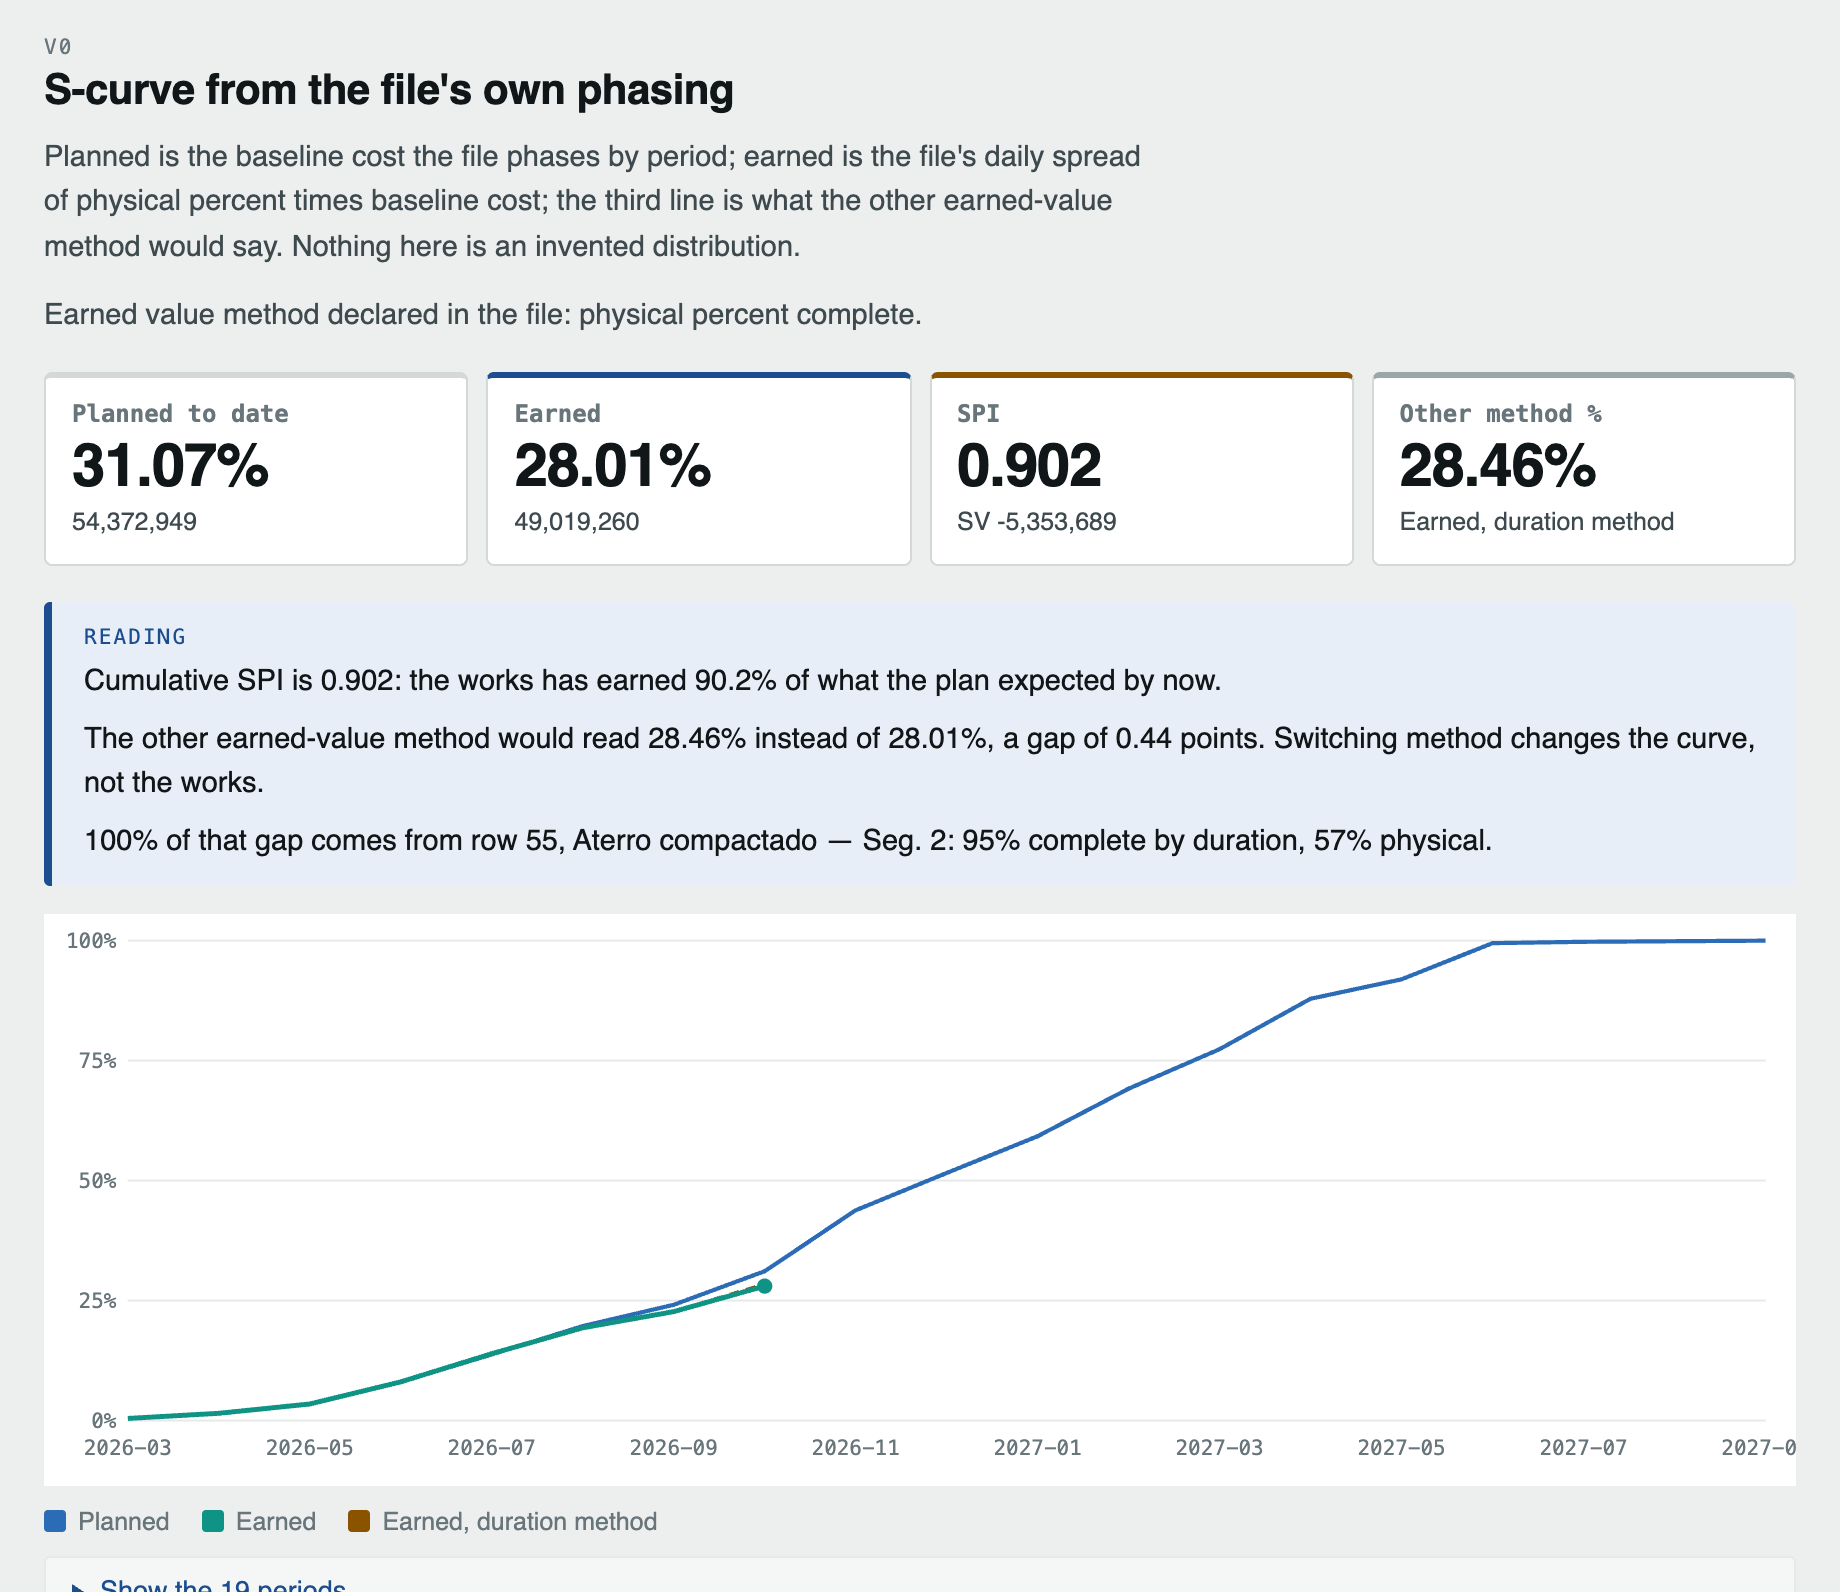 V0
S-curve from the file's own phasing
Planned is the baseline cost the file phases by period; earned is the file's daily spread
of physical percent times baseline cost; the third line is what the other earned-value
method would say. Nothing here is an invented distribution.
Earned value method declared in the file: physical percent complete.
Planned to date
31.07%
54,372,949
Earned
28.01%
49,019,260
SPI
0.902
SV -5,353,689
Other method %
28.46%
Earned, duration method
READING
Cumulative SPI is 0.902: the works has earned 90.2% of what the plan expected by now.
The other earned-value method would read 28.46% instead of 28.01%, a gap of 0.44 points. Switching method changes the curve,
not the works.
100% of that gap comes from row 55, Aterro compactado — Seg. 2: 95% complete by duration, 57% physical.
100%
75%
50%
25%
0%
2026-03 2026-05 2026-07 2026-09 2026-11 2027-01 2027-03 2027-05 2027-07 2027-0
Planned Earned Earned, duration method
Show the 19 periods